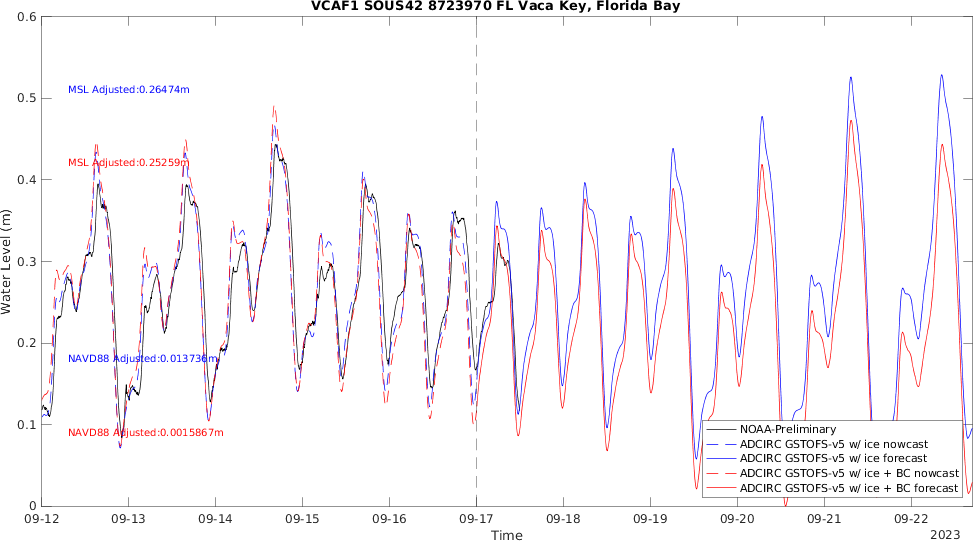 VCAF1 SOUS42 8723970 FL Vaca Key, Florida Bay
Water Level (m)
0.6
0.5
0.4
0.3
0.2
0.1
0
MSL Adjusted:0.26474m
MSL Adjusted:0.25259m
NAVD88 Adjusted:0.013736m
NAVD88 Adjusted:0.0015867m
NOAA-Preliminary
ADCIRC GSTOFS-v5 w/ ice nowcast
ADCIRC GSTOFS-v5 w/ ice forecast
ADCIRC GSTOFS-v5 w/ ice + BC nowcast
ADCIRC GSTOFS-v5 w/ ice + BC forecast
09-12 09-13 09-14 09-15 09-16 09-17 09-18 09-19 09-20 09-21 09-22
2023
Time